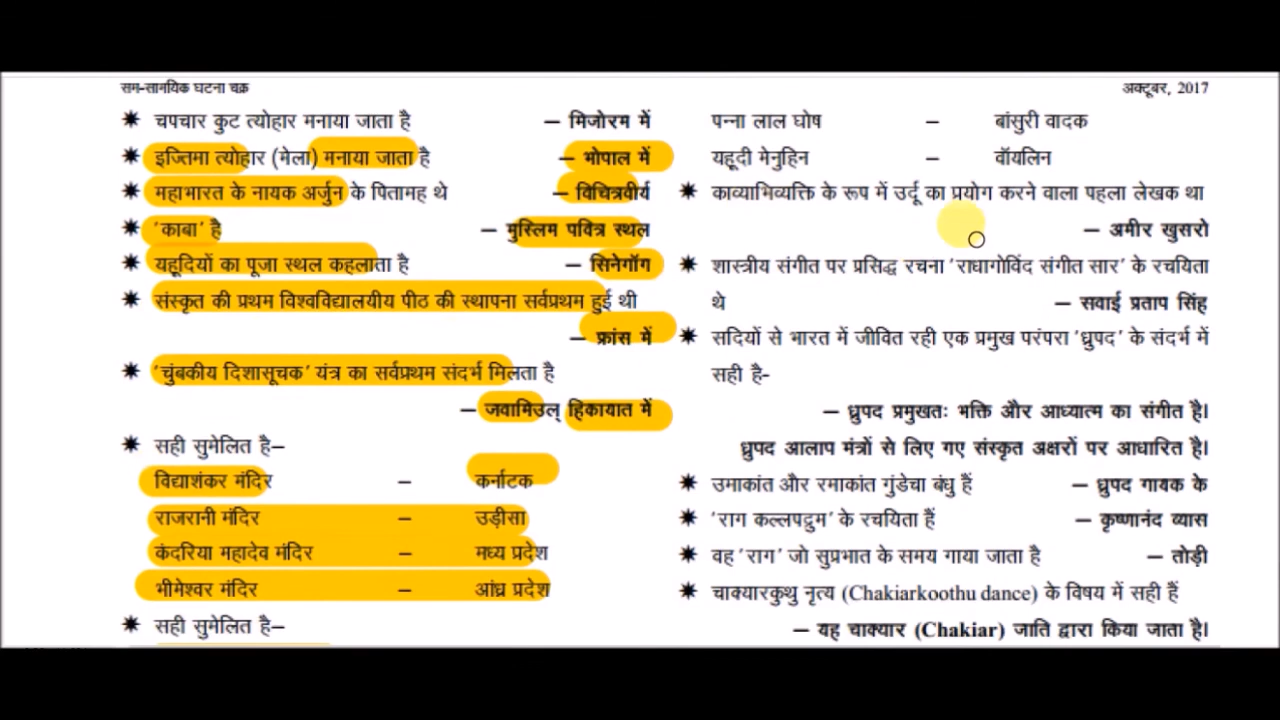 सम-सामयिक घटना चक्र
अक्टूबर, 2017
✷ चपचार कुट त्योहार मनाया जाता है – मिजोरम में
✷ इज्तिमा त्योहार (मेला) मनाया जाता है – भोपाल में
✷ महाभारत के नायक अर्जुन के पितामह थे – विचित्रवीर्य
✷ 'काबा' है – मुस्लिम पवित्र स्थल
✷ यहूदियों का पूजा स्थल कहलाता है – सिनेगॉग
✷ संस्कृत की प्रथम विश्वविद्यालयीय पीठ की स्थापना सर्वप्रथम हुई थी
– फ्रांस में
✷ 'चुंबकीय दिशासूचक' यंत्र का सर्वप्रथम संदर्भ मिलता है
– जवामिउल् हिकायात में
✷ सही सुमेलित है–
विद्याशंकर मंदिर – कर्नाटक
राजरानी मंदिर – उड़ीसा
कंदरिया महादेव मंदिर – मध्य प्रदेश
भीमेश्वर मंदिर – आंध्र प्रदेश
✷ सही सुमेलित है–
पन्ना लाल घोष – बांसुरी वादक
यहूदी मेनुहिन – वॉयलिन
✷ काव्याभिव्यक्ति के रूप में उर्दू का प्रयोग करने वाला पहला लेखक था
– अमीर खुसरो
✷ शास्त्रीय संगीत पर प्रसिद्ध रचना 'राधागोविंद संगीत सार' के रचयिता
थे – सवाई प्रताप सिंह
✷ सदियों से भारत में जीवित रही एक प्रमुख परंपरा 'ध्रुपद' के संदर्भ में
सही है-
– ध्रुपद प्रमुखतः भक्ति और आध्यात्म का संगीत है।
ध्रुपद आलाप मंत्रों से लिए गए संस्कृत अक्षरों पर आधारित है।
✷ उमाकांत और रमाकांत गुंडेचा बंधु हैं – ध्रुपद गायक के
✷ 'राग कल्लपद्रुम' के रचयिता हैं – कृष्णानंद व्यास
✷ वह 'राग' जो सुप्रभात के समय गाया जाता है – तोड़ी
✷ चाक्यारकुथु नृत्य (Chakiarkoothu dance) के विषय में सही हैं
– यह चाक्यार (Chakiar) जाति द्वारा किया जाता है।